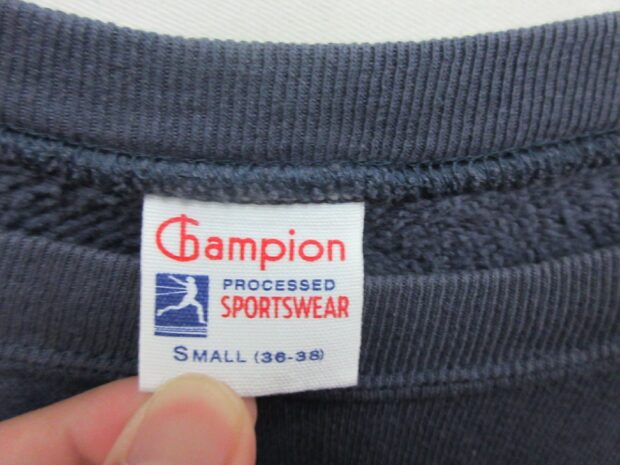 Champion
PROCESSED
SPORTSWEAR
SMALL (36-38)